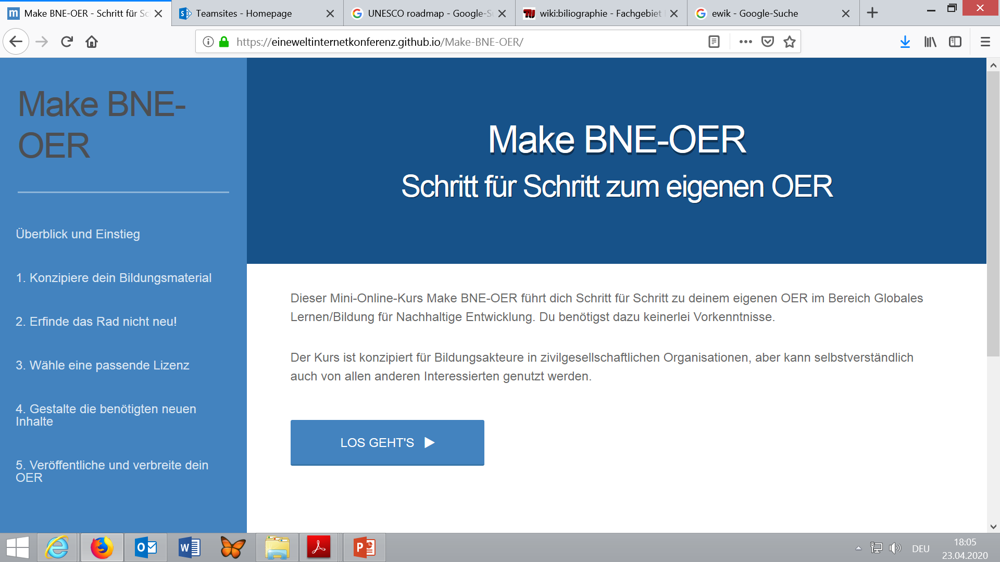 Make BNE-OER - Schritt für Sc
Teamsites - Homepage
UNESCO roadmap - Google-S
wiki:biliographie - Fachgebiet
ewik - Google-Suche
https://eineweltinternetkonferenz.github.io/Make-BNE-OER/
Make BNE-
OER
Überblick und Einstieg
1. Konzipiere dein Bildungsmaterial
2. Erfinde das Rad nicht neu!
3. Wähle eine passende Lizenz
4. Gestalte die benötigten neuen
Inhalte
5. Veröffentliche und verbreite dein
OER
Make BNE-OER
Schritt für Schritt zum eigenen OER
Dieser Mini-Online-Kurs Make BNE-OER führt dich Schritt für Schritt zu deinem eigenen OER im Bereich Globales
Lernen/Bildung für Nachhaltige Entwicklung. Du benötigst dazu keinerlei Vorkenntnisse.
Der Kurs ist konzipiert für Bildungsakteure in zivilgesellschaftlichen Organisationen, aber kann selbstverständlich
auch von allen anderen Interessierten genutzt werden.
LOS GEHT'S
DEU
18:05
23.04.2020